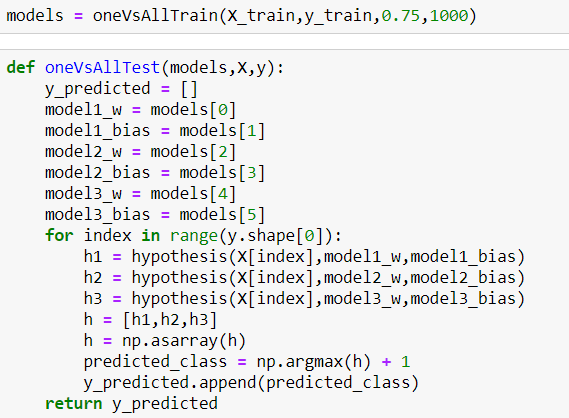 models = oneVsAllTrain(X_train,y_train,0.75,1000)
def oneVsAllTest(models,X,y):
    y_predicted = []
    model1_w = models[0]
    model1_bias = models[1]
    model2_w = models[2]
    model2_bias = models[3]
    model3_w = models[4]
    model3_bias = models[5]
    for index in range(y.shape[0]):
        h1 = hypothesis(X[index],model1_w,model1_bias)
        h2 = hypothesis(X[index],model2_w,model2_bias)
        h3 = hypothesis(X[index],model3_w,model3_bias)
        h = [h1,h2,h3]
        h = np.asarray(h)
        predicted_class = np.argmax(h) + 1
        y_predicted.append(predicted_class)
    return y_predicted